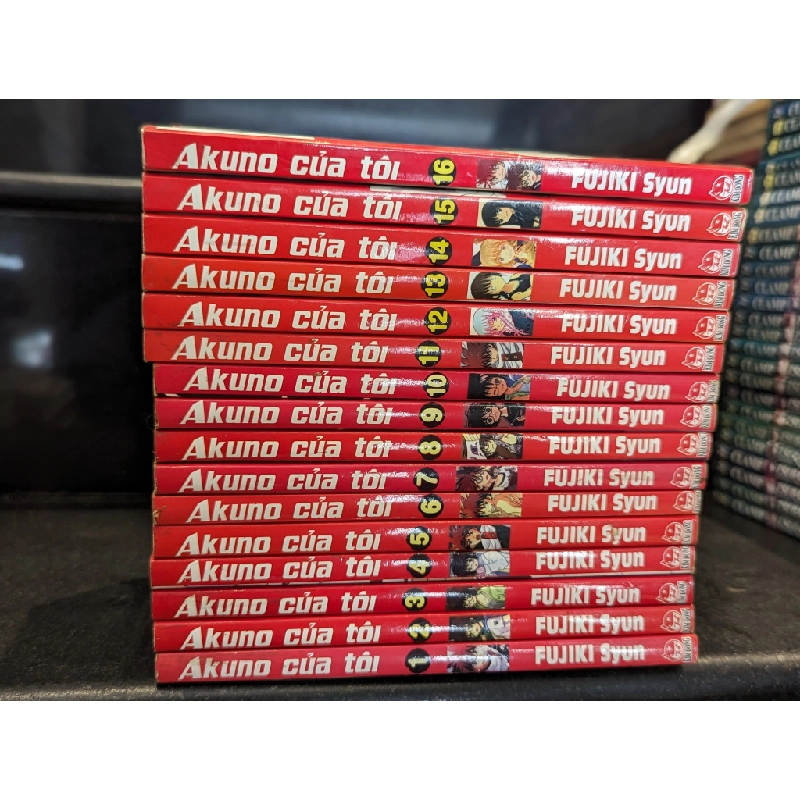 Akuno của tôi 16 FUJIKI Syun
Akuno của tôi 15 FUJIKI Syun
Akuno của tôi 14 FUJIKI Syun
Akuno của tôi 13 FUJIKI Syun
Akuno của tôi 12 FUJIKI Syun
Akuno của tôi 11 FUJIKI Syun
Akuno của tôi 10 FUJIKI Syun
Akuno của tôi 9 FUJIKI Syun
Akuno của tôi 8 FUJIKI Syun
Akuno của tôi 7 FUJIKI Syun
Akuno của tôi 6 FUJIKI Syun
Akuno của tôi 5 FUJIKI Syun
Akuno của tôi 4 FUJIKI Syun
Akuno của tôi 3 FUJIKI Syun
Akuno của tôi 2 FUJIKI Syun
Akuno của tôi 1 FUJIKI Syun
CLAMP
CLAMP
CLAMP
CLAMP